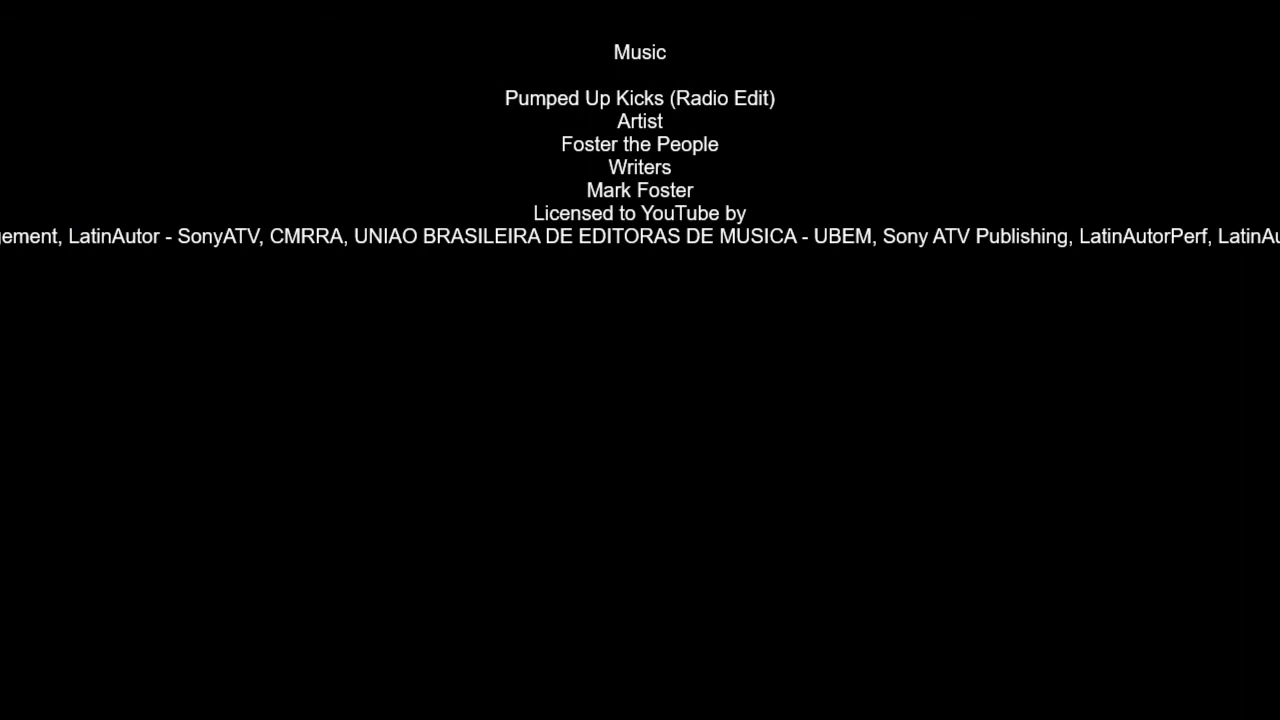 Music
Pumped Up Kicks (Radio Edit)
Artist
Foster the People
Writers
Mark Foster
Licensed to YouTube by
LatinAutor - SonyATV, CMRRA, UNIAO BRASILEIRA DE EDITORAS DE MUSICA - UBEM, Sony ATV Publishing, LatinAutorPerf,